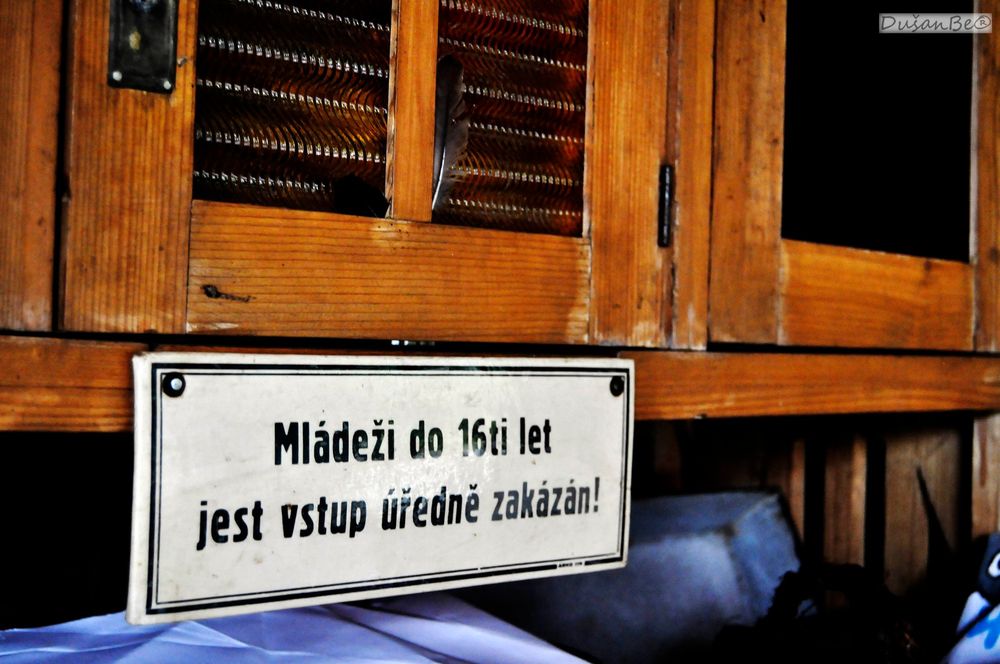 DušanBe®
Mládeži do 16ti let
jest vstup úředně zakázán!